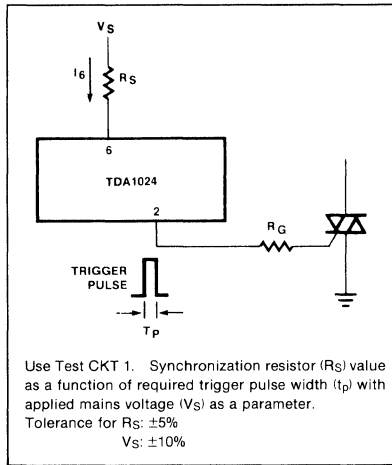 VS
I6
RS
6
TDA1024
2
RG
TRIGGER
PULSE
TP
Use Test CKT 1. Synchronization resistor (RS) value
as a function of required trigger pulse width (tp) with
applied mains voltage (VS) as a parameter.
Tolerance for RS: ±5%
VS: ±10%